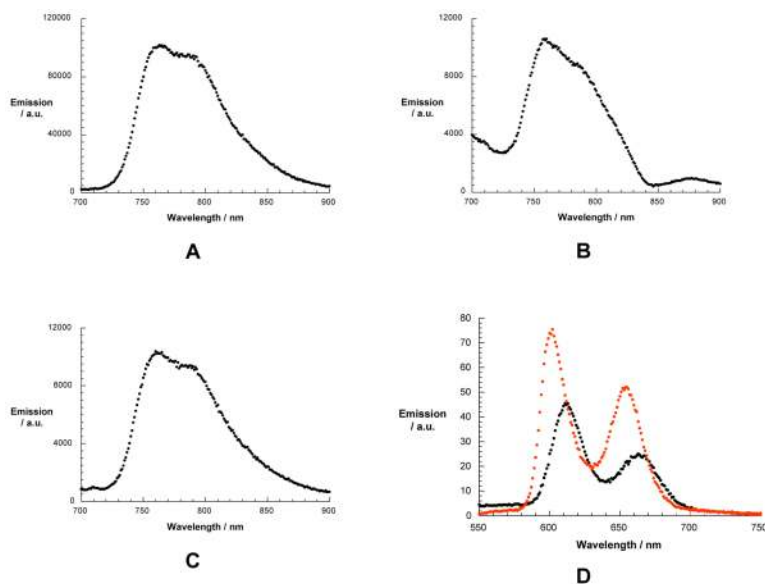 120000
80000
Emission
/ a.u.
40000
0
700 750 800 850 900
Wavelength / nm
A
12000
8000
Emission
/ a.u.
4000
0
700 750 800 850 900
Wavelength / nm
B
12000
8000
Emission
/ a.u.
4000
0
700 750 800 850 900
Wavelength / nm
C
80
70
60
50
Emission
/ a.u.
40
30
20
10
0
550 600 650 700 750
Wavelength / nm
D